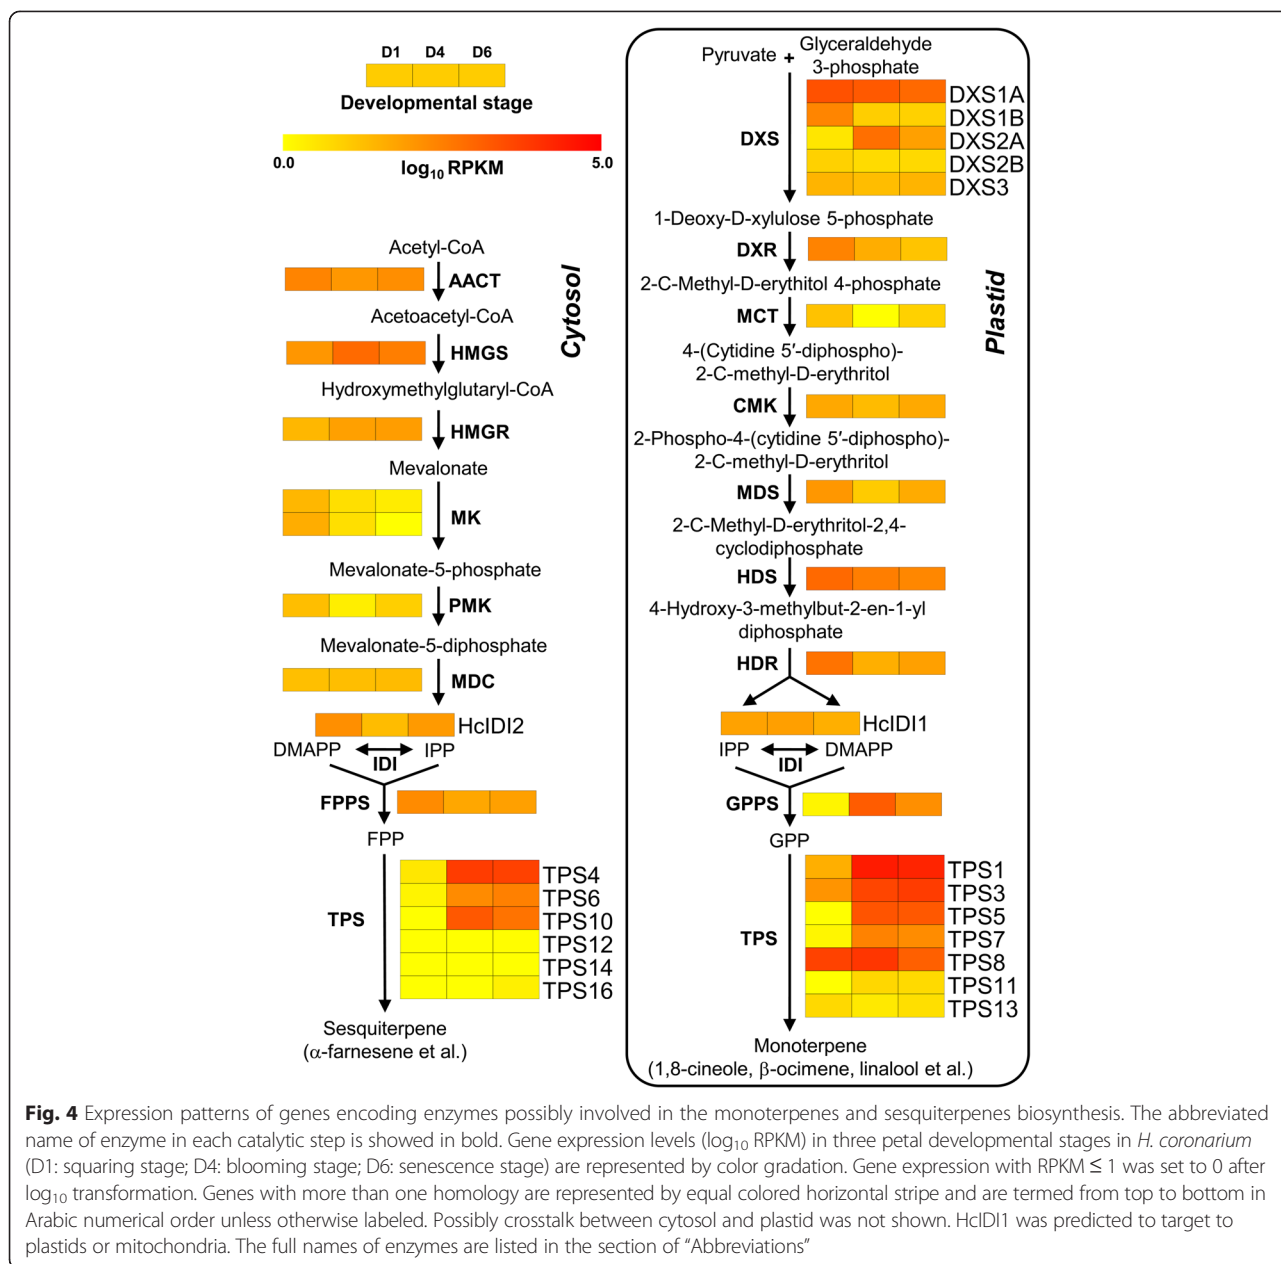 D1 D4 D6
Developmental stage
0.0 5.0
log10 RPKM
Cytosol
Acetyl-CoA
AACT
Acetoacetyl-CoA
HMGS
Hydroxymethylglutaryl-CoA
HMGR
Mevalonate
MK
Mevalonate-5-phosphate
PMK
Mevalonate-5-diphosphate
MDC
HcIDI2
DMAPP IPP
IDI
FPPS
FPP
TPS
TPS4
TPS6
TPS10
TPS12
TPS14
TPS16
Sesquiterpene
(α-farnesene et al.)
Plastid
Pyruvate + Glyceraldehyde
3-phosphate
DXS
DXS1A
DXS1B
DXS2A
DXS2B
DXS3
1-Deoxy-D-xylulose 5-phosphate
DXR
2-C-Methyl-D-erythitol 4-phosphate
MCT
4-(Cytidine 5′-diphospho)-
2-C-methyl-D-erythritol
CMK
2-Phospho-4-(cytidine 5′-diphospho)-
2-C-methyl-D-erythritol
MDS
2-C-Methyl-D-erythritol-2,4-
cyclodiphosphate
HDS
4-Hydroxy-3-methylbut-2-en-1-yl
diphosphate
HDR
HcIDI1
IPP DMAPP
IDI
GPPS
GPP
TPS
TPS1
TPS3
TPS5
TPS7
TPS8
TPS11
TPS13
Monoterpene
(1,8-cineole, β-ocimene, linalool et al.)
Fig. 4 Expression patterns of genes encoding enzymes possibly involved in the monoterpenes and sesquiterpenes biosynthesis. The abbreviated
name of enzyme in each catalytic step is showed in bold. Gene expression levels (log10 RPKM) in three petal developmental stages in H. coronarium
(D1: squaring stage; D4: blooming stage; D6: senescence stage) are represented by color gradation. Gene expression with RPKM ≤ 1 was set to 0 after
log10 transformation. Genes with more than one homology are represented by equal colored horizontal stripe and are termed from top to bottom in
Arabic numerical order unless otherwise labeled. Possibly crosstalk between cytosol and plastid was not shown. HcIDI1 was predicted to target to
plastids or mitochondria. The full names of enzymes are listed in the section of “Abbreviations”